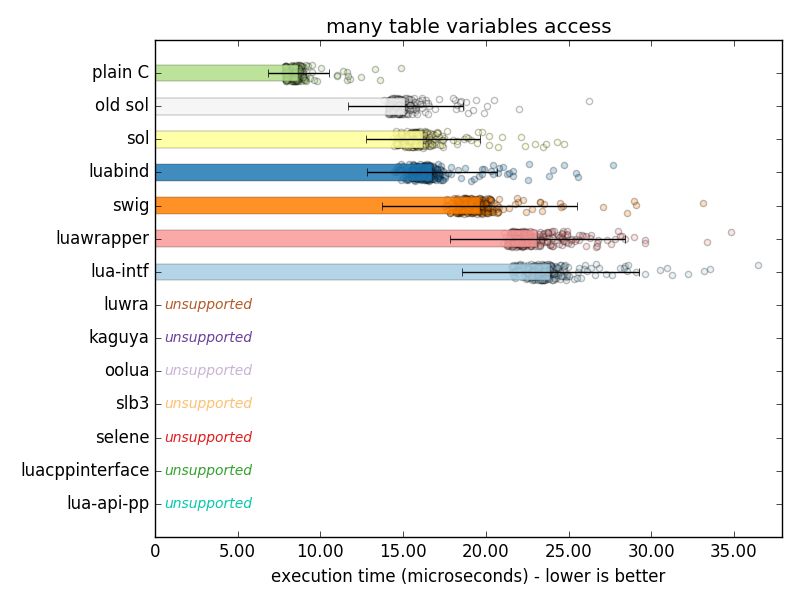 many table variables access
plain C
old sol
sol
luabind
swig
luawrapper
lua-intf
luwra unsupported
kaguya unsupported
oolua unsupported
slb3 unsupported
selene unsupported
luacppinterface unsupported
lua-api-pp unsupported
0 5.00 10.00 15.00 20.00 25.00 30.00 35.00
execution time (microseconds) - lower is better